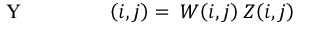 Y (i,j) = W(i,j) Z(i,j)